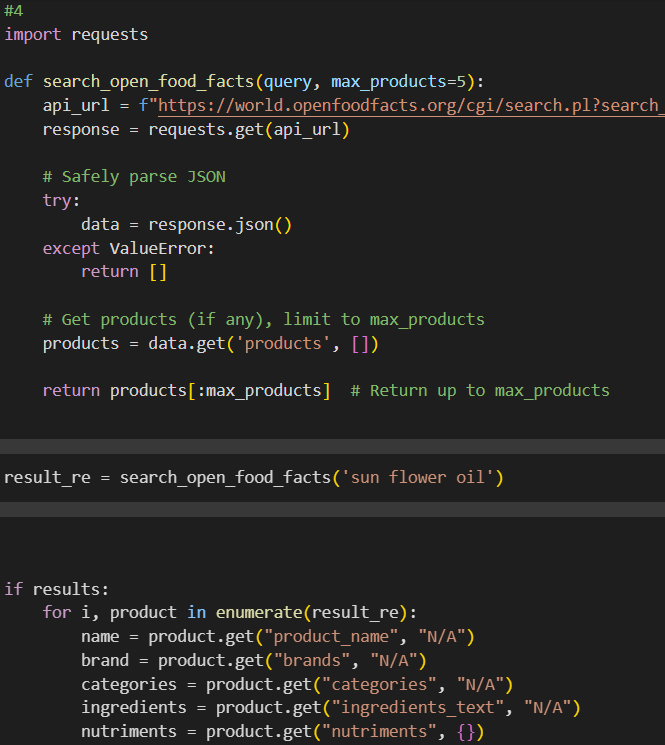 #4
import requests
def search_open_food_facts(query, max_products=5):
api_url = f"https://world.openfoodfacts.org/cgi/search.pl?search_
response = requests.get(api_url)
# Safely parse JSON
try:
data = response.json()
except ValueError:
return []
# Get products (if any), limit to max_products
products = data.get('products', [])
return products[:max_products]  # Return up to max_products
result_re = search_open_food_facts('sun flower oil')
if results:
for i, product in enumerate(result_re):
name = product.get("product_name", "N/A")
brand = product.get("brands", "N/A")
categories = product.get("categories", "N/A")
ingredients = product.get("ingredients_text", "N/A")
nutriments = product.get("nutriments", {})